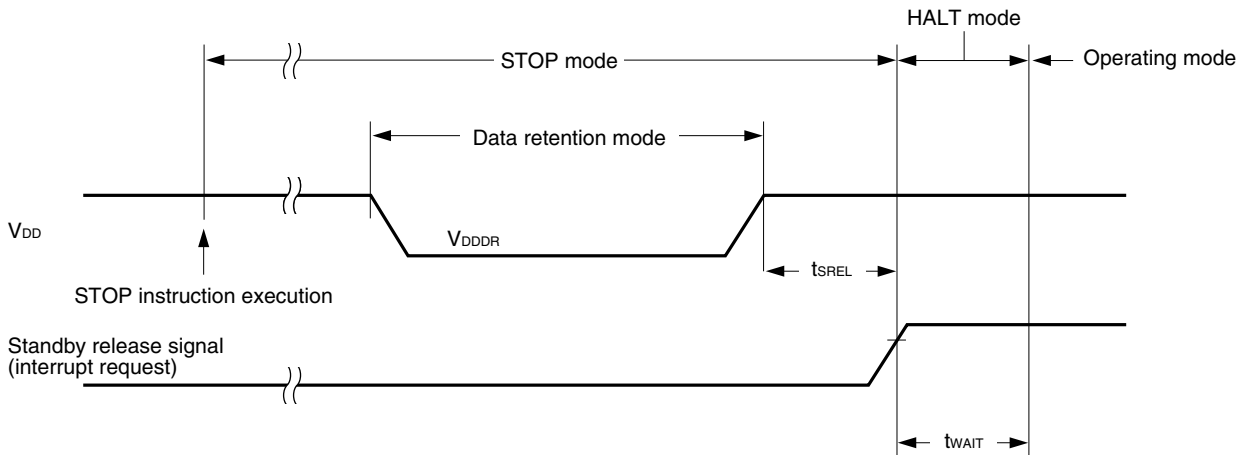 HALT mode
STOP mode
Operating mode
Data retention mode
VDD
VDDDR
tSREL
STOP instruction execution
Standby release signal
(interrupt request)
tWAIT